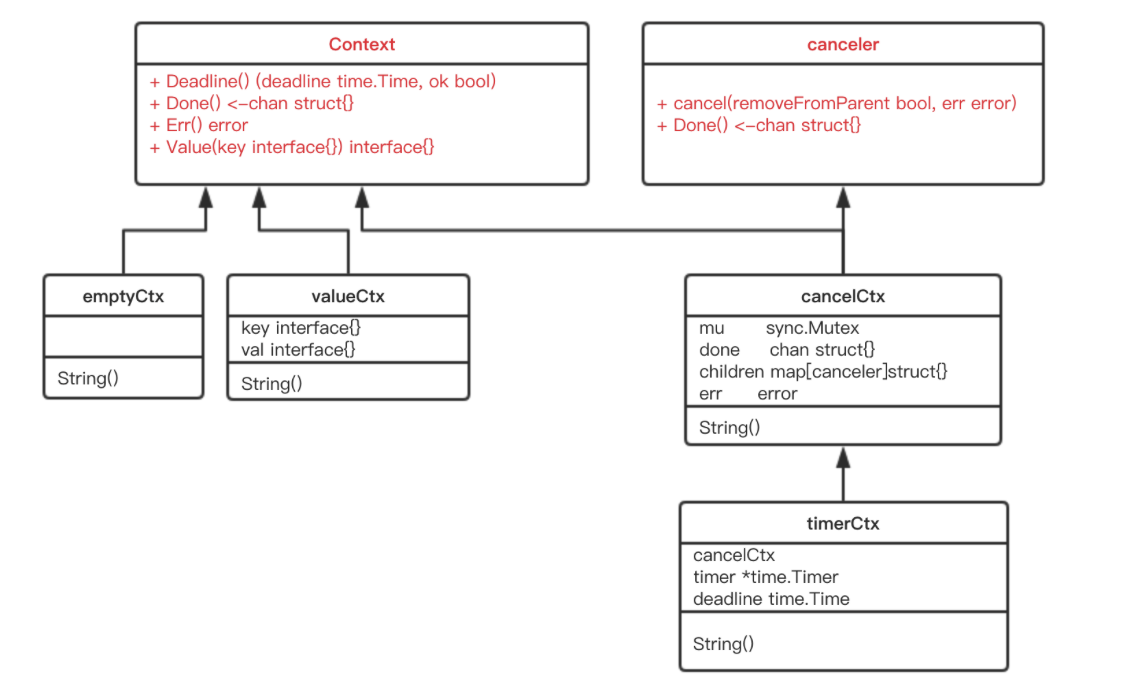 Context
+ Deadline() (deadline time.Time, ok bool)
+ Done() <-chan struct{}
+ Err() error
+ Value(key interface{}) interface{}
canceler
+ cancel(removeFromParent bool, err error)
+ Done() <-chan struct{}
emptyCtx
String()
valueCtx
key interface{}
val interface{}
String()
cancelCtx
mu sync.Mutex
done chan struct{}
children map[canceler]struct{}
err error
String()
timerCtx
cancelCtx
timer *time.Timer
deadline time.Time
String()